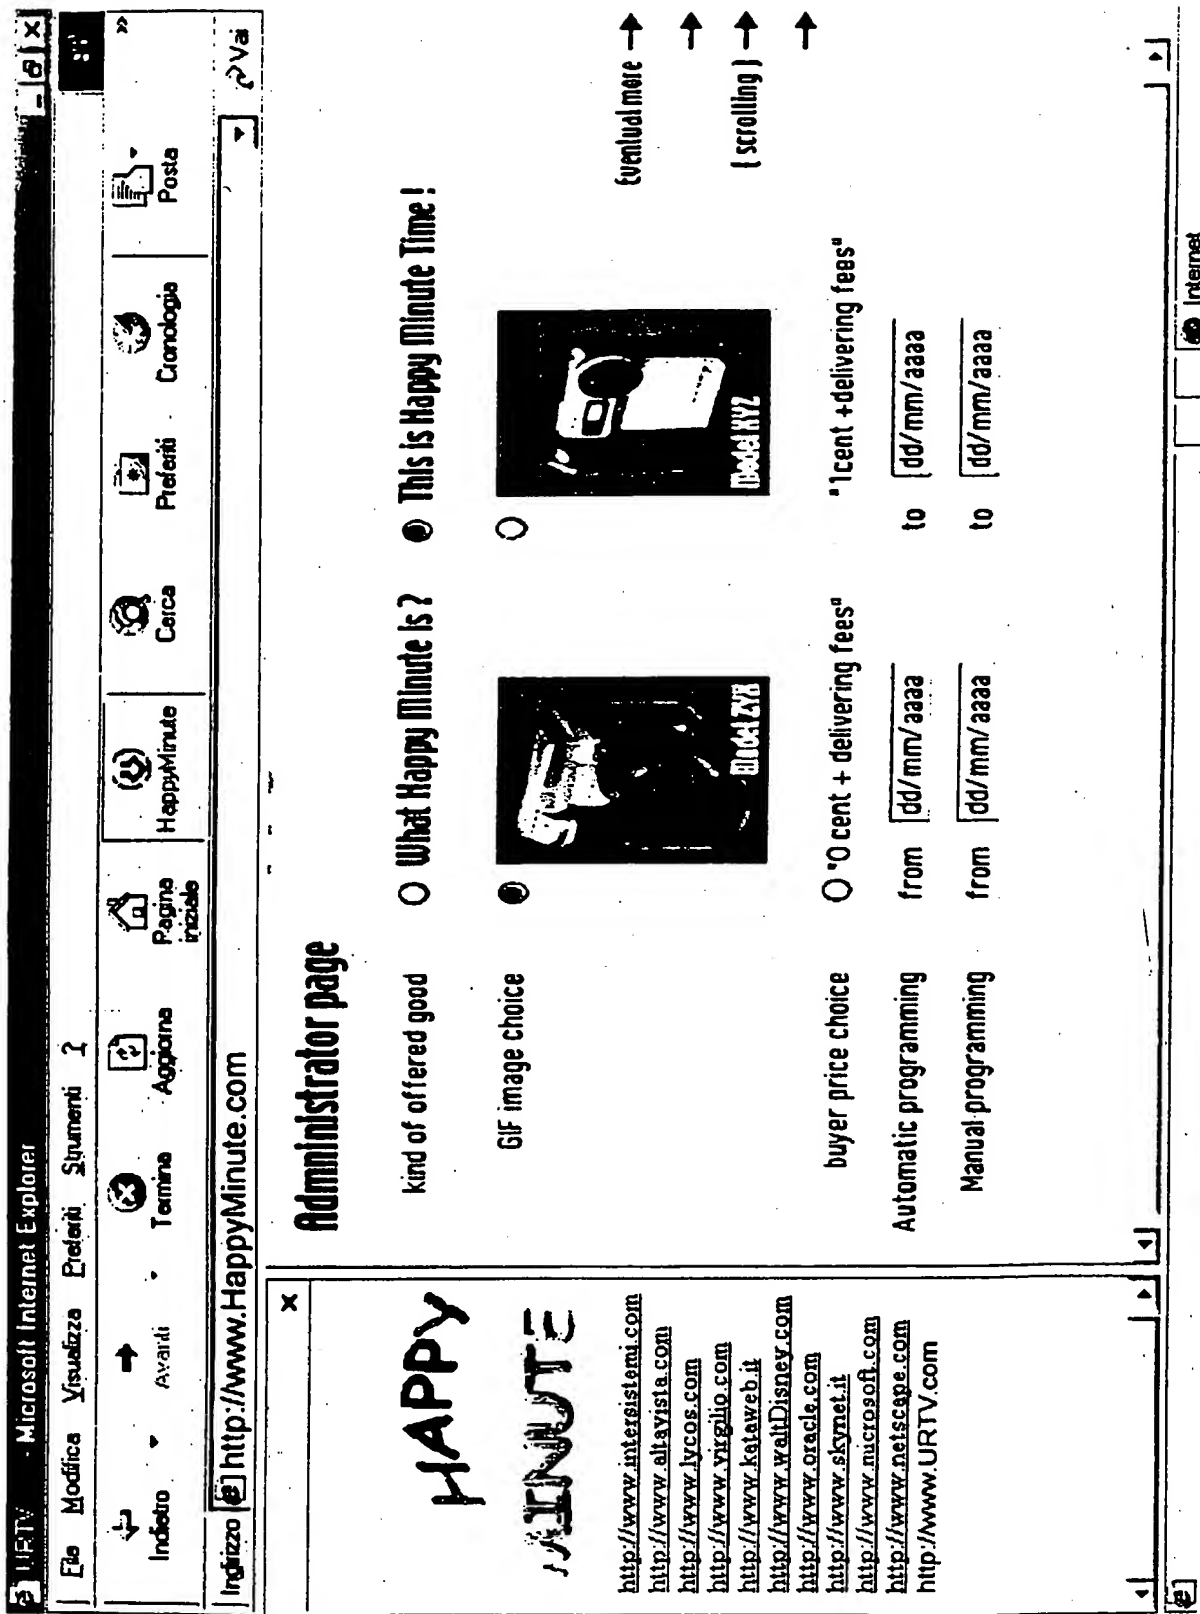 URTV - Microsoft Internet Explorer
File Modifica Visualizza Preferiti Strumenti ?
Indietro Avanti Termina Aggiorna Pagina iniziale HappyMinute Cerca Preferiti Cronologia Posta »
Indirizzo http://www.HappyMinute.com Vai
HAPPY
MINUTE
http://www.intersistemi.com
http://www.altavista.com
http://www.lycos.com
http://www.virgilio.com
http://www.kataweb.it
http://www.waltDisney.com
http://www.oracle.com
http://www.skynet.it
http://www.microsoft.com
http://www.netscape.com
http://www.URTV.com
Administrator page
kind of offered good What Happy Minute is ? This is Happy Minute Time !
GIF image choice
Model ZYX
Model XYZ
Eventual more
( scrolling )
buyer price choice "0 cent + delivering fees" "1cent +delivering fees"
Automatic programming from dd/mm/aaaa to dd/mm/aaaa
Manual programming from dd/mm/aaaa to dd/mm/aaaa
Internet